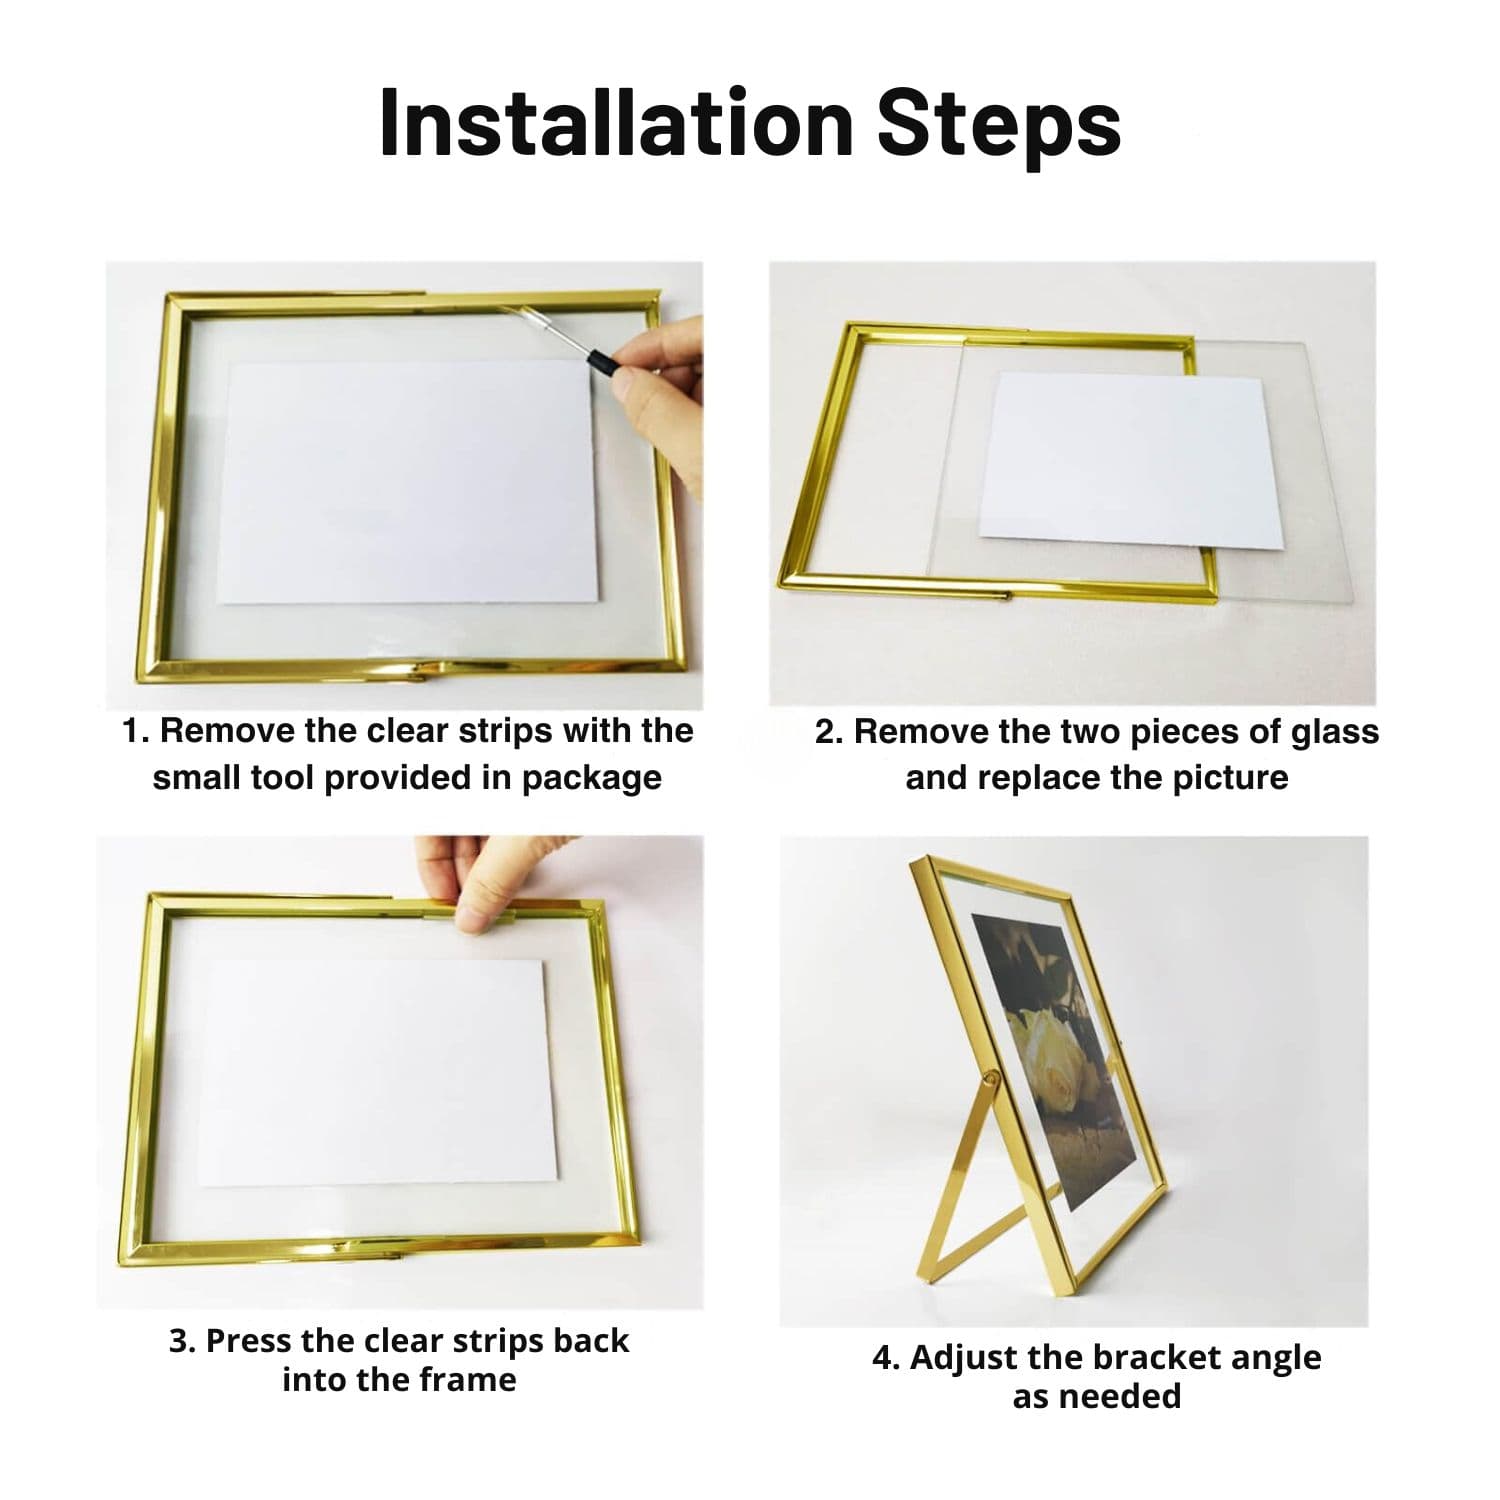 Installation Steps
1. Remove the clear strips with the
small tool provided in package
2. Remove the two pieces of glass
and replace the picture
3. Press the clear strips back
into the frame
4. Adjust the bracket angle
as needed